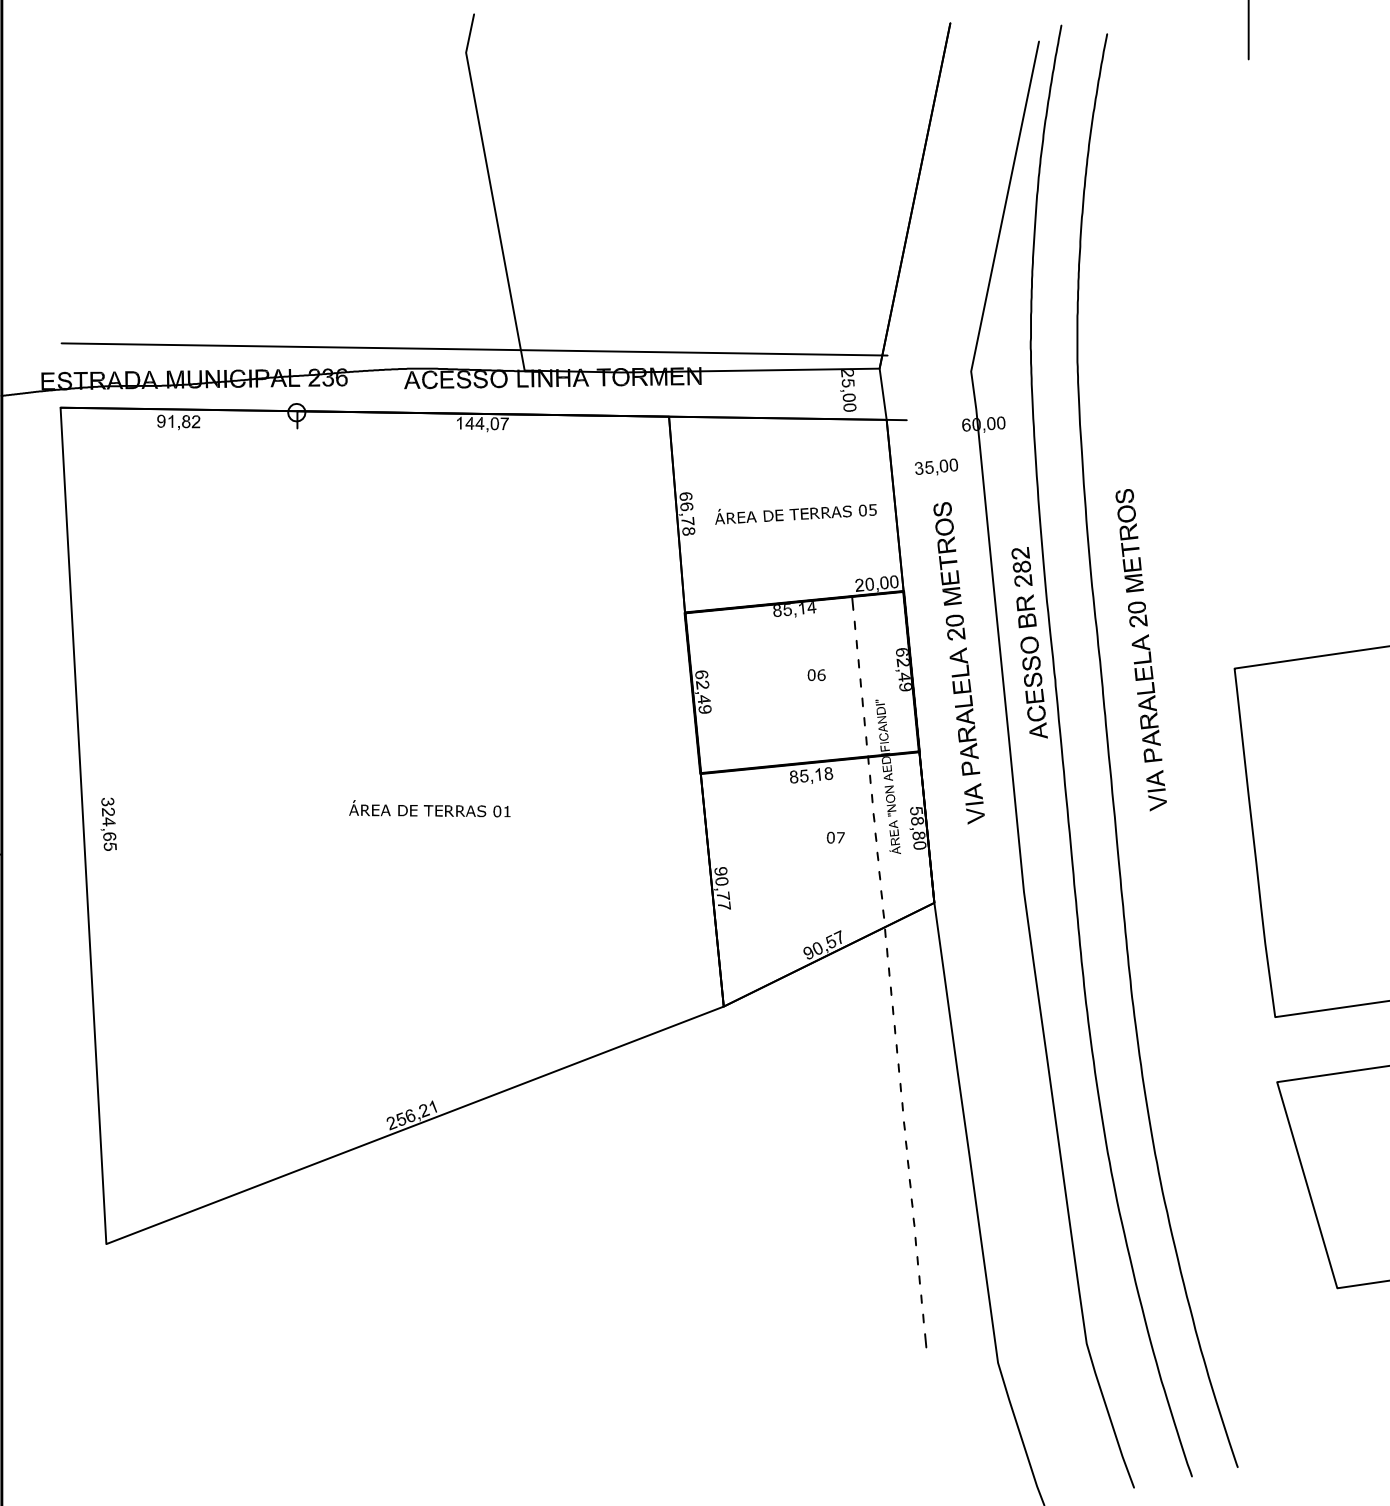 ESTRADA MUNICIPAL 236 ACESSO LINHA TORMEN
25,00
91,82
144,07
60,00
35,00
66,78
ÁREA DE TERRAS 05
20,00
85,14
62,49
06
62,49
VIA PARALELA 20 METROS
ACESSO BR 282
VIA PARALELA 20 METROS
ÁREA "NON AEDIFICANDI"
85,18
324,65
ÁREA DE TERRAS 01
07
58,80
90,77
90,57
256,21